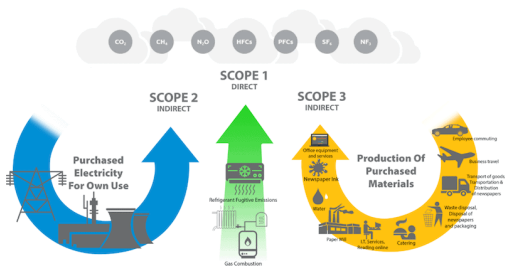 CO₂ CH₄ N₂O HFCs PFCs SF₆ NF₃
SCOPE 1
DIRECT
SCOPE 2
INDIRECT
SCOPE 3
INDIRECT
Purchased
Electricity
For Own Use
Refrigerant Fugitive Emissions
Gas Combustion
Production Of
Purchased
Materials
Office equipment
and services
Newspaper Ink
Water
Paper Mill
I.T. Services,
Reading online
Catering
Waste disposal,
Disposal of
newspapers
and packaging
Transport of goods
Transportation &
Distribution
of newspapers
Business travel
Employee commuting